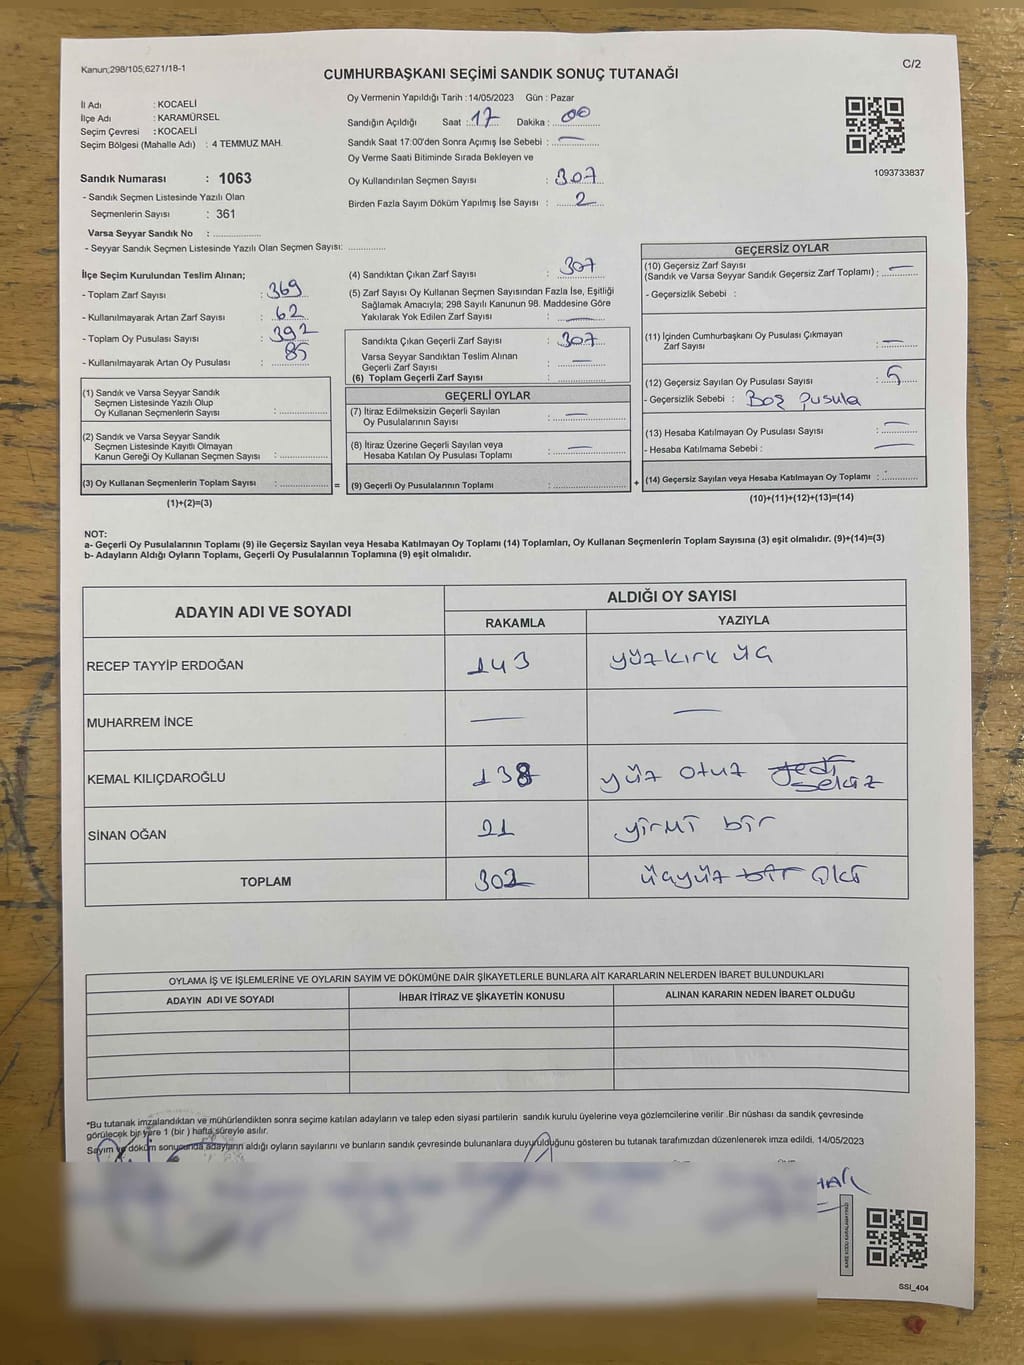 Kanun;298/105;6271/18-1
C/2
CUMHURBAŞKANI SEÇİMİ SANDIK SONUÇ TUTANAĞI
İl Adı : KOCAELİ
İlçe Adı : KARAMÜRSEL
Seçim Çevresi : KOCAELİ
Seçim Bölgesi (Mahalle Adı) : 4 TEMMUZ MAH.
Sandık Numarası : 1063
- Sandık Seçmen Listesinde Yazılı Olan
Seçmenlerin Sayısı : 361
Varsa Seyyar Sandık No : ..............
- Seyyar Sandık Seçmen Listesinde Yazılı Olan Seçmen Sayısı: ..............
Oy Vermenin Yapıldığı Tarih : 14/05/2023 Gün : Pazar
Sandığın Açıldığı Saat : 17 Dakika : 00
Sandık Saat 17:00'den Sonra Açımış İse Sebebi : —
Oy Verme Saati Bitiminde Sırada Bekleyen ve
Oy Kullandırılan Seçmen Sayısı : 307
Birden Fazla Sayım Döküm Yapılmış İse Sayısı : 2
1093733837
İlçe Seçim Kurulundan Teslim Alınan;
- Toplam Zarf Sayısı : 369
- Kullanılmayarak Artan Zarf Sayısı : 62
- Toplam Oy Pusulası Sayısı : 392
- Kullanılmayarak Artan Oy Pusulası : 85
(1) Sandık ve Varsa Seyyar Sandık
Seçmen Listesinde Yazılı Olup
Oy Kullanan Seçmenlerin Sayısı : ..............
(2) Sandık ve Varsa Seyyar Sandık
Seçmen Listesinde Kayıtlı Olmayan
Kanun Gereği Oy Kullanan Seçmen Sayısı : ..............
(3) Oy Kullanan Seçmenlerin Toplam Sayısı : .............. =
(1)+(2)=(3)
(4) Sandıktan Çıkan Zarf Sayısı : 307
(5) Zarf Sayısı Oy Kullanan Seçmen Sayısından Fazla İse, Eşitliği
Sağlamak Amacıyla; 298 Sayılı Kanunun 98. Maddesine Göre
Yakılarak Yok Edilen Zarf Sayısı : —
Sandıkta Çıkan Geçerli Zarf Sayısı : 307
Varsa Seyyar Sandıktan Teslim Alınan
Geçerli Zarf Sayısı : —
(6) Toplam Geçerli Zarf Sayısı : ..............
GEÇERLİ OYLAR
(7) İtiraz Edilmeksizin Geçerli Sayılan
Oy Pusulalarının Sayısı : —
(8) İtiraz Üzerine Geçerli Sayılan veya
Hesaba Katılan Oy Pusulası Toplamı : —
(9) Geçerli Oy Pusulalarının Toplamı : .............. +
GEÇERSİZ OYLAR
(10) Geçersiz Zarf Sayısı
(Sandık ve Varsa Seyyar Sandık Geçersiz Zarf Toplamı) : —
- Geçersizlik Sebebi :
(11) İçinden Cumhurbaşkanı Oy Pusulası Çıkmayan
Zarf Sayısı : —
(12) Geçersiz Sayılan Oy Pusulası Sayısı : 5
- Geçersizlik Sebebi : Boş Pusula
(13) Hesaba Katılmayan Oy Pusulası Sayısı : —
- Hesaba Katılmama Sebebi : —
(14) Geçersiz Sayılan veya Hesaba Katılmayan Oy Toplamı : ..............
(10)+(11)+(12)+(13)=(14)
NOT:
a- Geçerli Oy Pusulalarının Toplamı (9) ile Geçersiz Sayılan veya Hesaba Katılmayan Oy Toplamı (14) Toplamları, Oy Kullanan Seçmenlerin Toplam Sayısına (3) eşit olmalıdır. (9)+(14)=(3)
b- Adayların Aldığı Oyların Toplamı, Geçerli Oy Pusulalarının Toplamına (9) eşit olmalıdır.
ADAYIN ADI VE SOYADI ALDIĞI OY SAYISI
RAKAMLA YAZIYLA
RECEP TAYYİP ERDOĞAN 143 yüzkırk üç
MUHARREM İNCE — —
KEMAL KILIÇDAROĞLU 138 yüz otuz yedi sekiz
SİNAN OĞAN 21 yirmi bir
TOPLAM 302 üçyüz bir iki
OYLAMA İŞ VE İŞLEMLERİNE VE OYLARIN SAYIM VE DÖKÜMÜNE DAİR ŞİKAYETLERLE BUNLARA AİT KARARLARIN NELERDEN İBARET BULUNDUKLARI
ADAYIN ADI VE SOYADI İHBAR İTİRAZ VE ŞİKAYETİN KONUSU ALINAN KARARIN NEDEN İBARET OLDUĞU
*Bu tutanak imzalandıktan ve mühürlendikten sonra seçime katılan adayların ve talep eden siyasi partilerin sandık kurulu üyelerine veya gözlemcilerine verilir .Bir nüshası da sandık çevresinde
görülecek bir yere 1 (bir ) hafta süreyle asılır.
Sayım ve döküm sonucunda adayların aldığı oyların sayılarını ve bunların sandık çevresinde bulunanlara duyurulduğunu gösteren bu tutanak tarafımızdan düzenlenerek imza edildi. 14/05/2023
KARE KODU KARALAMAYINIZ
SSI_404